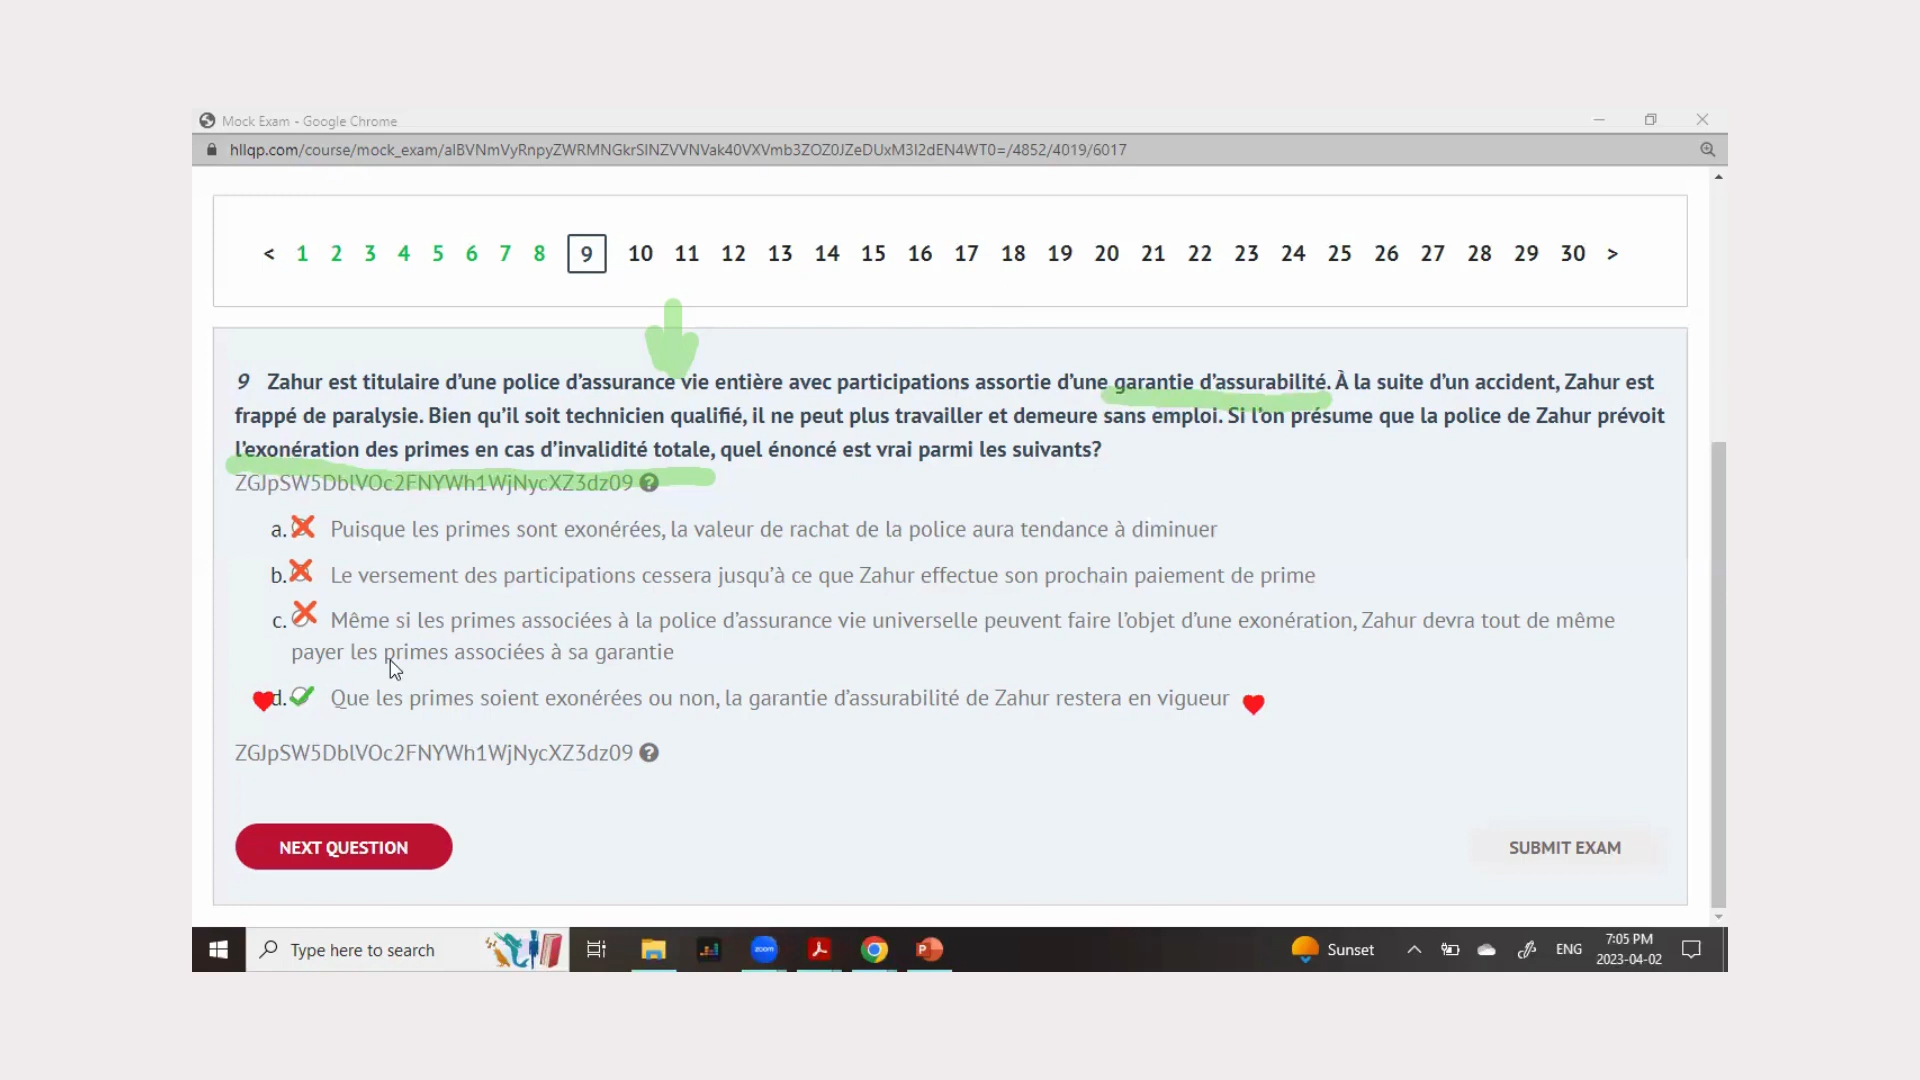 Mock Exam - Google Chrome
hllqp.com/course/mock_exam/alBVNmVyRnpyZWRMNGkrSlNZVVNVak40VXVmb3ZOZ0JZeDUxM3I2dEN4WT0=/4852/4019/6017
< 1 2 3 4 5 6 7 8 9 10 11 12 13 14 15 16 17 18 19 20 21 22 23 24 25 26 27 28 29 30 >
9 Zahur est titulaire d’une police d’assurance vie entière avec participations assortie d’une garantie d’assurabilité. À la suite d’un accident, Zahur est
frappé de paralysie. Bien qu’il soit technicien qualifié, il ne peut plus travailler et demeure sans emploi. Si l’on présume que la police de Zahur prévoit
l’exonération des primes en cas d’invalidité totale, quel énoncé est vrai parmi les suivants?
ZGJpSW5DblVOc2FNYWh1WjNycXZ3dz09 ?
a. Puisque les primes sont exonérées, la valeur de rachat de la police aura tendance à diminuer
b. Le versement des participations cessera jusqu’à ce que Zahur effectue son prochain paiement de prime
c. Même si les primes associées à la police d’assurance vie universelle peuvent faire l’objet d’une exonération, Zahur devra tout de même
payer les primes associées à sa garantie
d. Que les primes soient exonérées ou non, la garantie d’assurabilité de Zahur restera en vigueur
ZGJpSW5DblVOc2FNYWh1WjNycXZ3dz09 ?
NEXT QUESTION
SUBMIT EXAM
Type here to search
zoom
Sunset
ENG
7:05 PM
2023-04-02